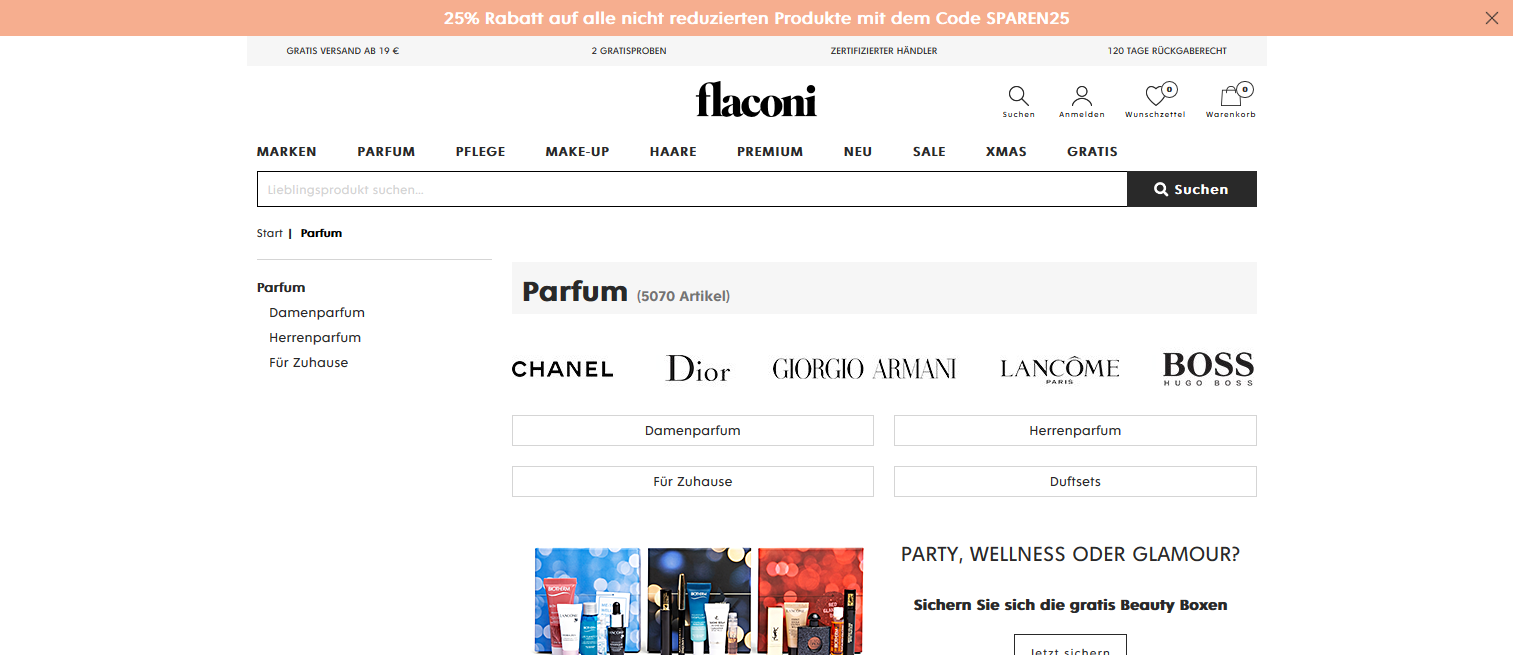 25% Rabatt auf alle nicht reduzierten Produkte mit dem Code SPAREN25
GRATIS VERSAND AB 19 €
2 GRATISPROBEN
ZERTIFIZIERTER HÄNDLER
120 TAGE RÜCKGABERECHT
flaconi
Suchen
Anmelden
0
Wunschzettel
0
Warenkorb
MARKEN PARFUM PFLEGE MAKE-UP HAARE PREMIUM NEU SALE XMAS GRATIS
Lieblingsprodukt suchen...
Suchen
Start | Parfum
Parfum
Damenparfum
Herrenparfum
Für Zuhause
Parfum (5070 Artikel)
CHANEL
Dior
GIORGIO ARMANI
LANCÔME
PARIS
BOSS
HUGO BOSS
Damenparfum
Herrenparfum
Für Zuhause
Duftsets
BIOTHERM
LANCÔME
BIOTHERM
PARTY, WELLNESS ODER GLAMOUR?
Sichern Sie sich die gratis Beauty Boxen
Jetzt sichern